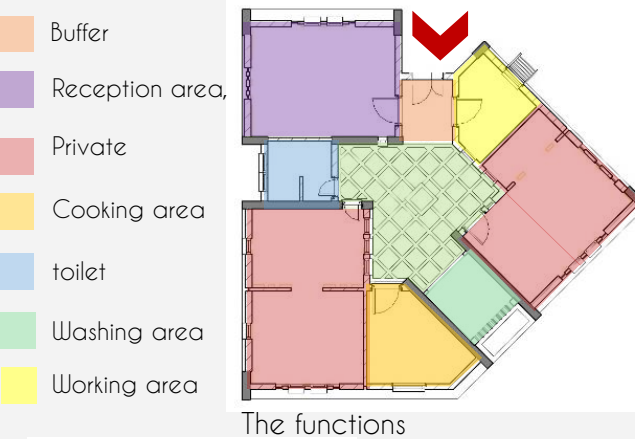 Buffer
Reception area,
Private
Cooking area
toilet
Washing area
Working area
The functions